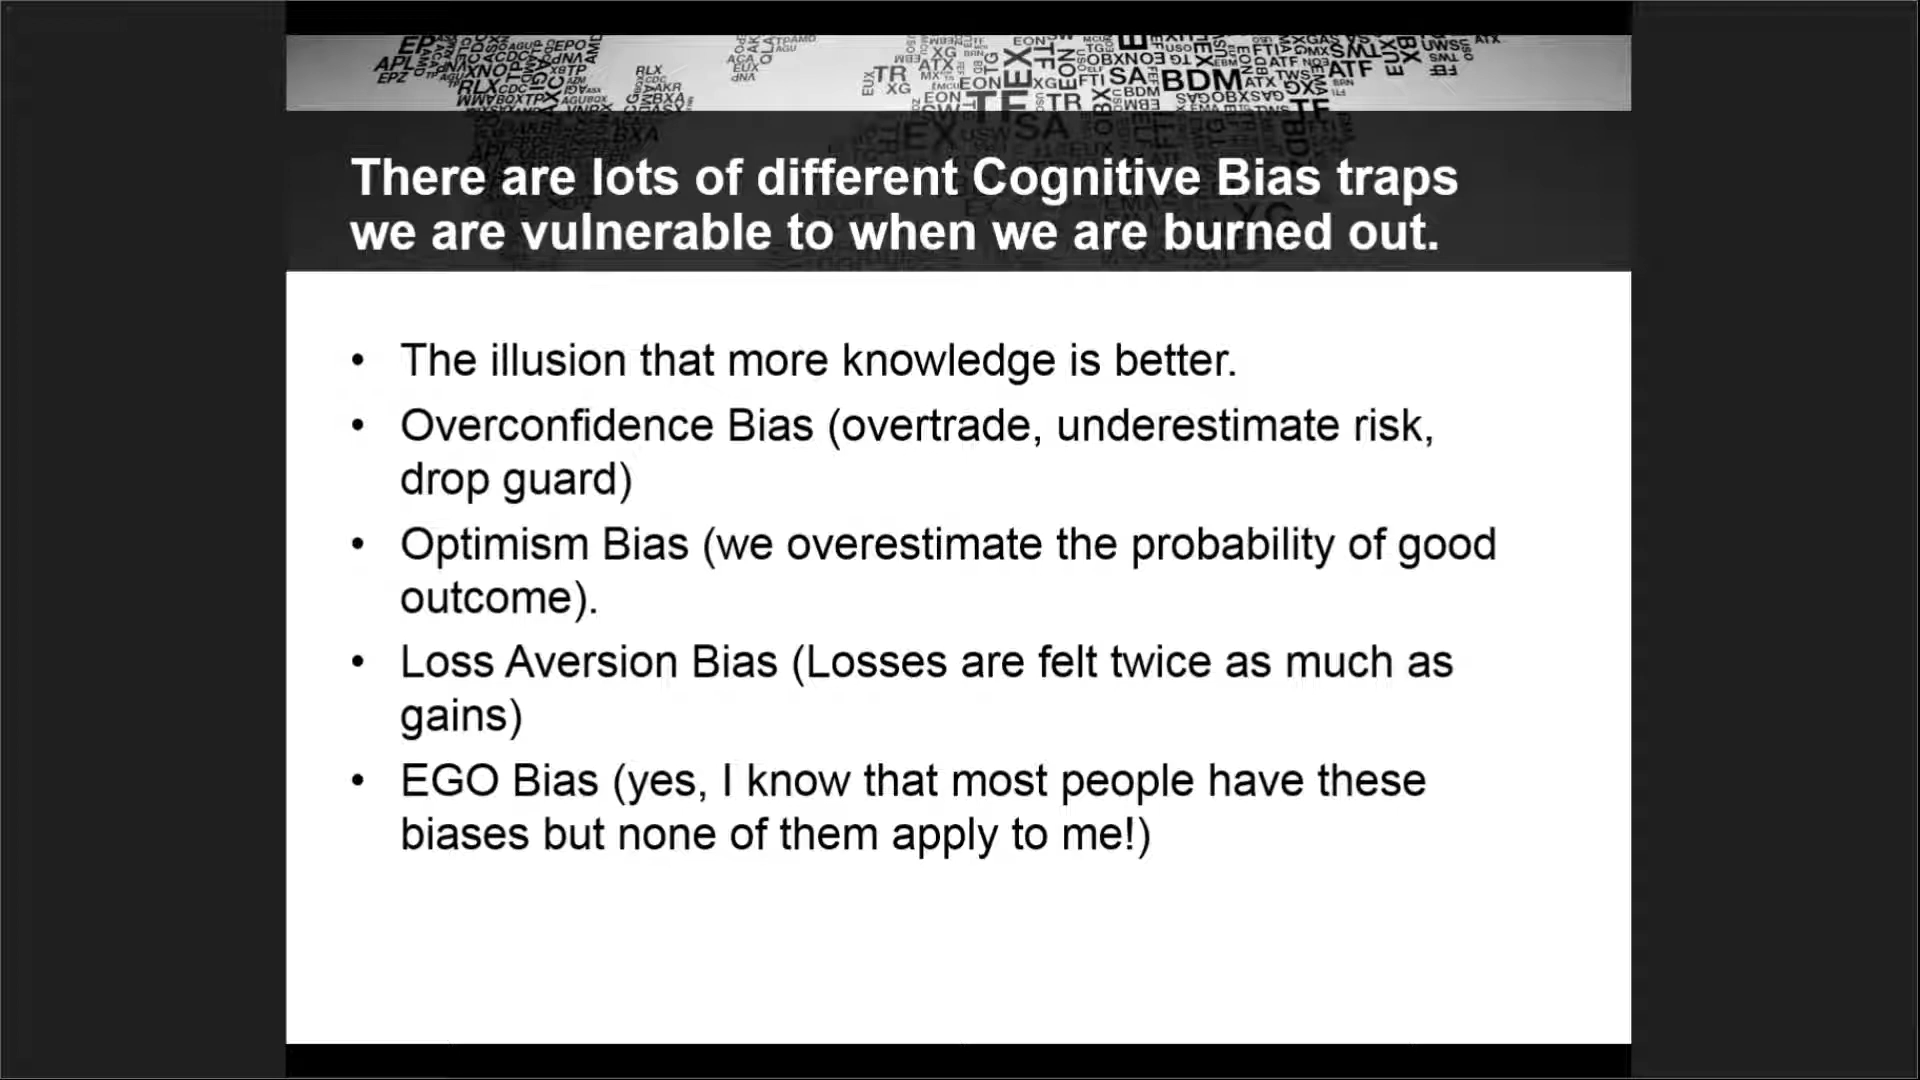 There are lots of different Cognitive Bias traps
we are vulnerable to when we are burned out.
• The illusion that more knowledge is better.
• Overconfidence Bias (overtrade, underestimate risk,
drop guard)
• Optimism Bias (we overestimate the probability of good
outcome).
• Loss Aversion Bias (Losses are felt twice as much as
gains)
• EGO Bias (yes, I know that most people have these
biases but none of them apply to me!)